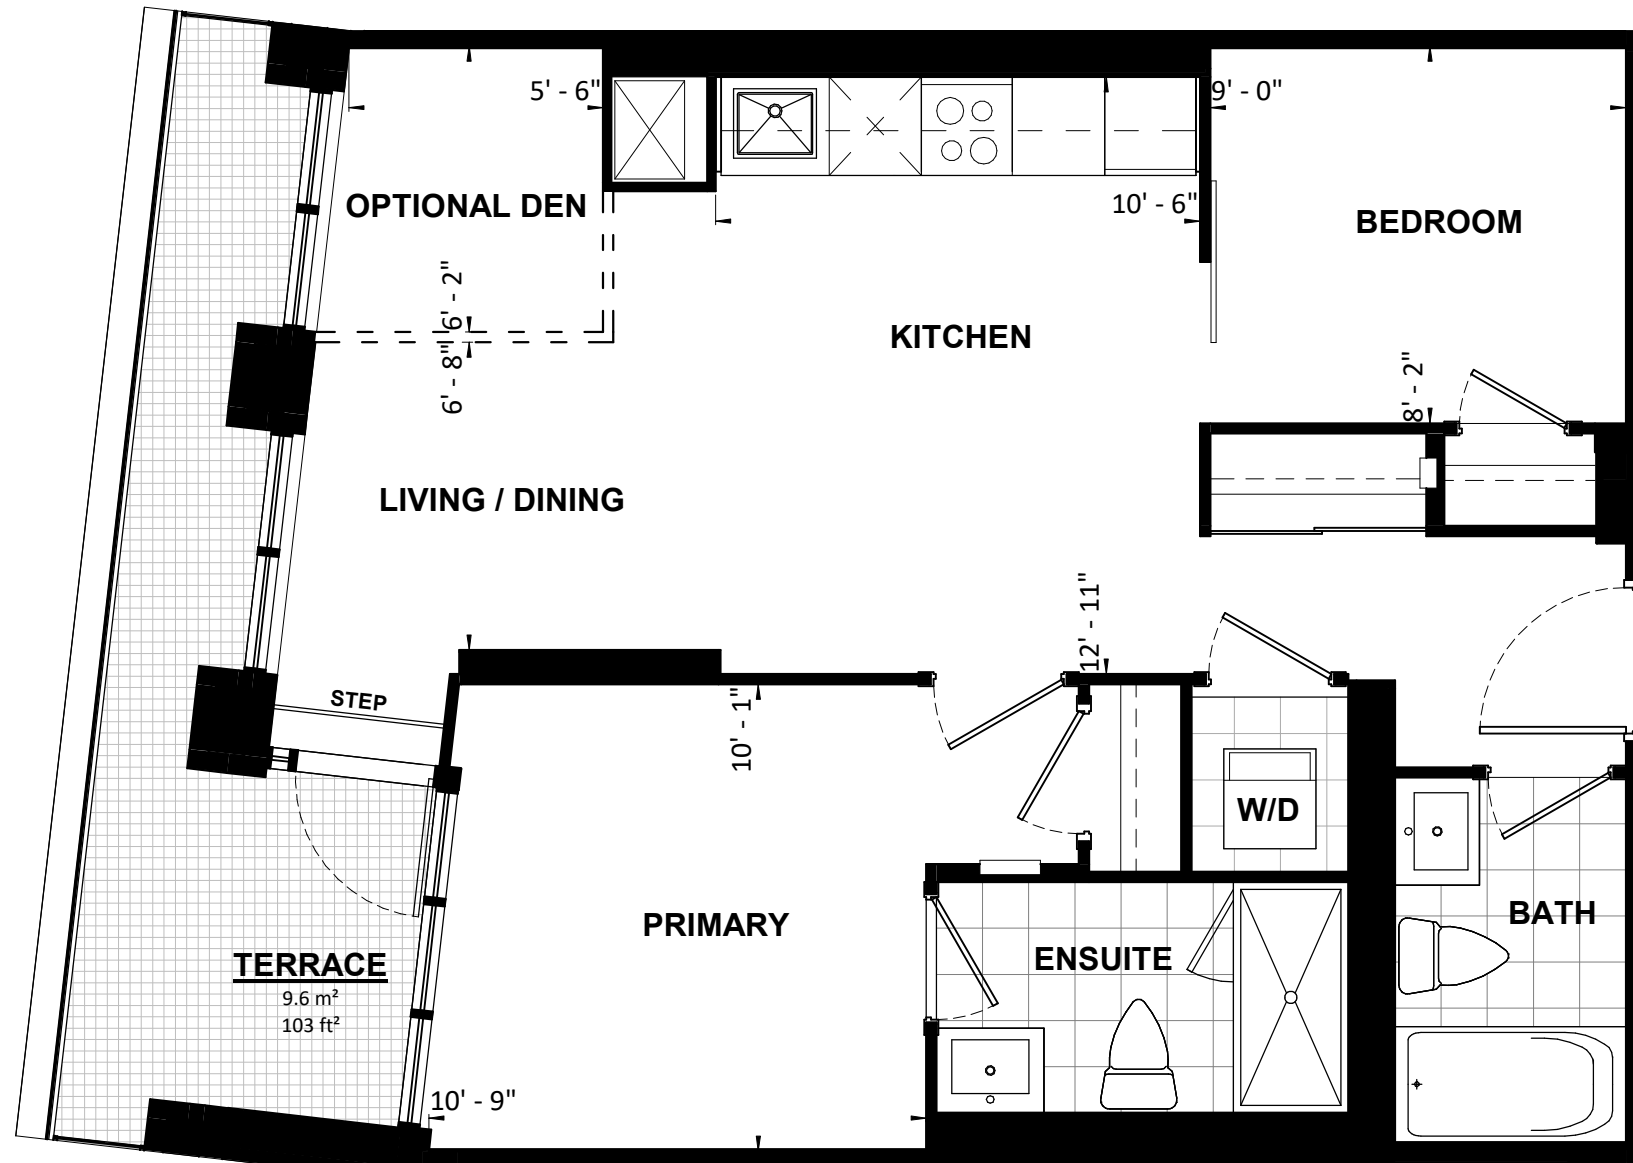 5' - 6"
9' - 0"
OPTIONAL DEN
10' - 6"
BEDROOM
6' - 2"
KITCHEN
6' - 8"
8' - 2"
LIVING / DINING
12' - 11"
STEP
10' - 1"
W/D
PRIMARY
BATH
ENSUITE
TERRACE
9.6 m²
103 ft²
10' - 9"